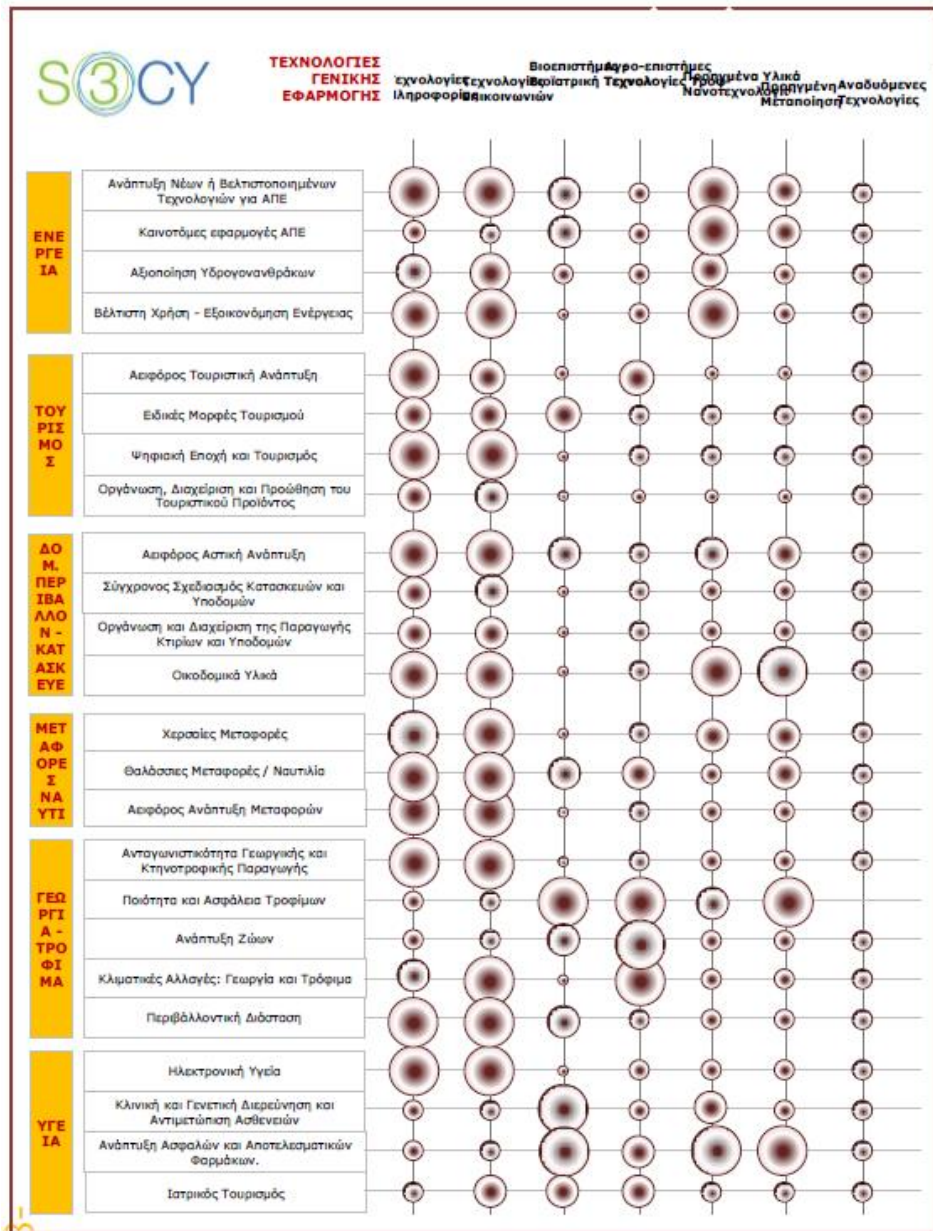 S3CY
ΤΕΧΝΟΛΟΓΙΕΣ
ΓΕΝΙΚΗΣ
ΕΦΑΡΜΟΓΗΣ
Τεχνολογίες
Επικοινωνιών
Αναδυόμενες
Τεχνολογίες
ΕΝΕ
ΡΓΕ
ΙΑ
Ανάπτυξη Νέων ή Βελτιστοποιημένων
Τεχνολογιών για ΑΠΕ
Καινοτόμες εφαρμογές ΑΠΕ
Αξιοποίηση Υδρογονανθράκων
Βέλτιστη Χρήση - Εξοικονόμηση Ενέργειας
ΤΟΥ
ΡΙΣ
ΜΟ
Σ
Αειφόρος Τουριστική Ανάπτυξη
Ειδικές Μορφές Τουρισμού
Ψηφιακή Εποχή και Τουρισμός
Οργάνωση, Διαχείριση και Προώθηση του
Τουριστικού Προϊόντος
ΔΟ
Μ.
ΠΕΡ
ΙΒΑ
ΛΛΟ
Ν -
ΚΑΤ
ΑΣΚ
ΕΥΕ
Αειφόρος Αστική Ανάπτυξη
Σύγχρονος Σχεδιασμός Κατασκευών και
Υποδομών
Οργάνωση και Διαχείριση της Παραγωγής
Κτιρίων και Υποδομών
Οικοδομικά Υλικά
ΜΕΤ
ΑΦ
ΟΡΕ
Σ
ΝΑ
ΥΤΙ
Χερσαίες Μεταφορές
Θαλάσσιες Μεταφορές / Ναυτιλία
Αειφόρος Ανάπτυξη Μεταφορών
ΓΕΩ
ΡΓΙ
Α -
ΤΡΟ
ΦΙ
ΜΑ
Ανταγωνιστικότητα Γεωργικής και
Κτηνοτροφικής Παραγωγής
Ποιότητα και Ασφάλεια Τροφίμων
Ανάπτυξη Ζώων
Κλιματικές Αλλαγές: Γεωργία και Τρόφιμα
Περιβάλλοντική Διάσταση
ΥΓΕ
ΙΑ
Ηλεκτρονική Υγεία
Κλινική και Γενετική Διερεύνηση και
Αντιμετώπιση Ασθενειών
Ανάπτυξη Ασφαλών και Αποτελεσματικών
Φαρμάκων.
Ιατρικός Τουρισμός